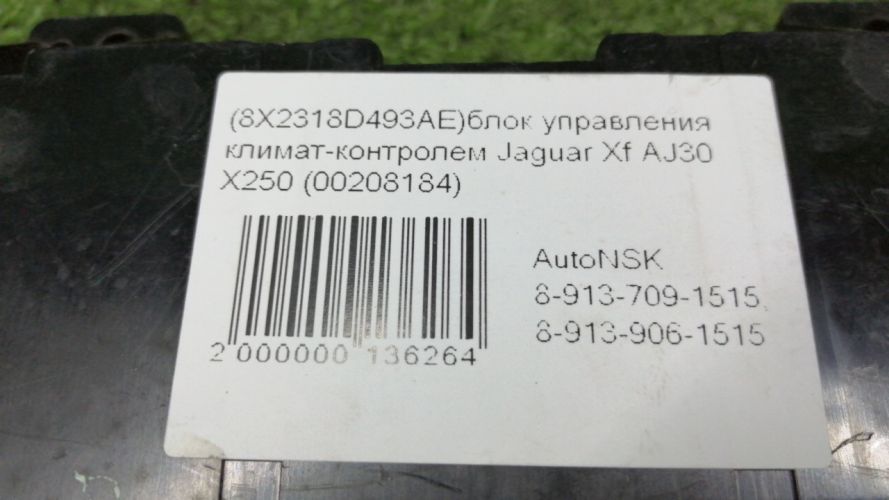 (8X2318D493AE)блок управления
климат-контролем Jaguar Xf AJ30
X250 (00208184)
AutoNSK
8-913-709-1515,
8-913-906-1515
2 000000 136264